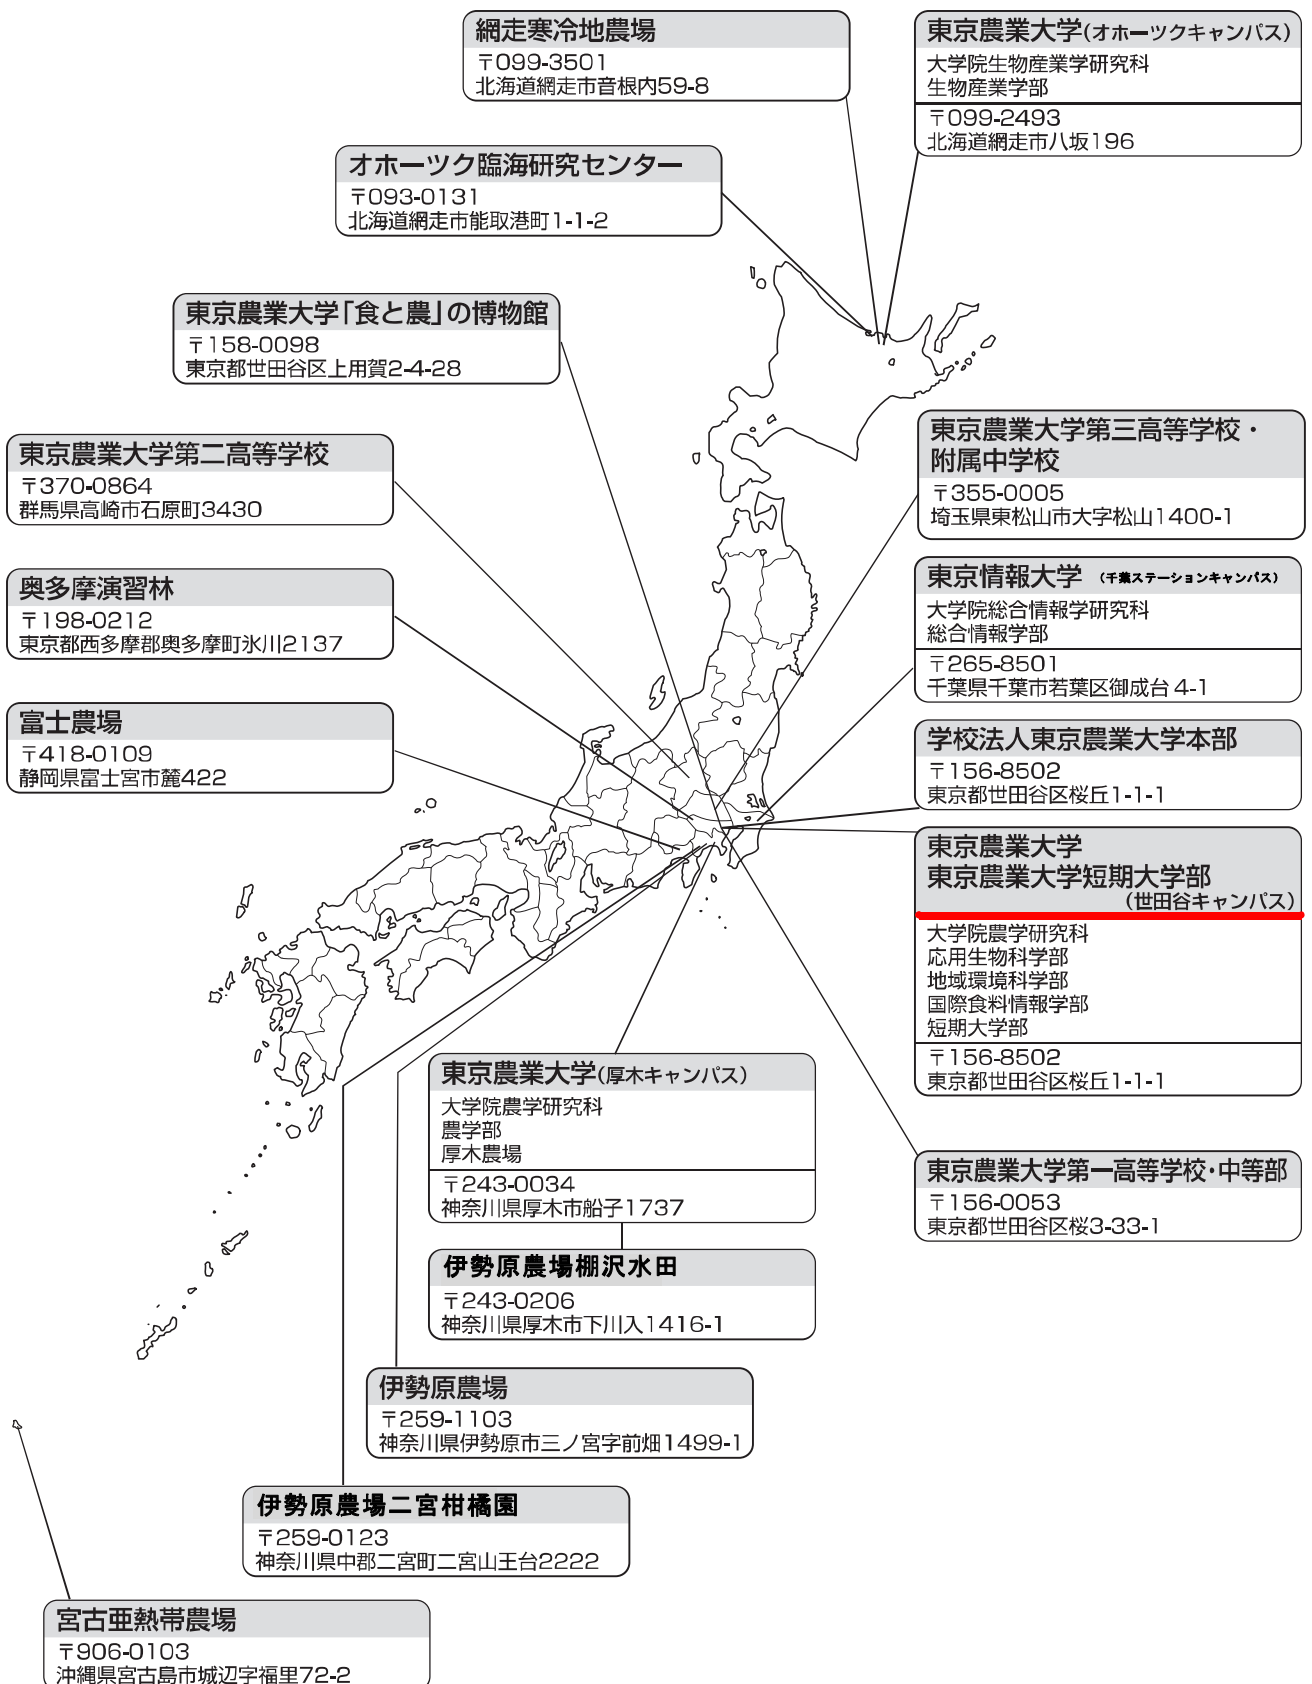 網走寒冷地農場
〒099-3501
北海道網走市音根内59-8
東京農業大学(オホーツクキャンパス)
大学院生物産業学研究科
生物産業学部
〒099-2493
北海道網走市八坂196
オホーツク臨海研究センター
〒093-0131
北海道網走市能取港町1-1-2
東京農業大学「食と農」の博物館
〒158-0098
東京都世田谷区上用賀2-4-28
東京農業大学第二高等学校
〒370-0864
群馬県高崎市石原町3430
東京農業大学第三高等学校・
附属中学校
〒355-0005
埼玉県東松山市大字松山1400-1
奥多摩演習林
〒198-0212
東京都西多摩郡奥多摩町氷川2137
東京情報大学 (千葉ステーションキャンパス)
大学院総合情報学研究科
総合情報学部
〒265-8501
千葉県千葉市若葉区御成台4-1
富士農場
〒418-0109
静岡県富士宮市麓422
学校法人東京農業大学本部
〒156-8502
東京都世田谷区桜丘1-1-1
東京農業大学
東京農業大学短期大学部
(世田谷キャンパス)
大学院農学研究科
応用生物科学部
地域環境科学部
国際食料情報学部
短期大学部
〒156-8502
東京都世田谷区桜丘1-1-1
東京農業大学(厚木キャンパス)
大学院農学研究科
農学部
厚木農場
〒243-0034
神奈川県厚木市船子1737
東京農業大学第一高等学校・中等部
〒156-0053
東京都世田谷区桜3-33-1
伊勢原農場棚沢水田
〒243-0206
神奈川県厚木市下川入1416-1
伊勢原農場
〒259-1103
神奈川県伊勢原市三ノ宮字前畑1499-1
伊勢原農場二宮柑橘園
〒259-0123
神奈川県中郡二宮町二宮山王台2222
宮古亜熱帯農場
〒906-0103
沖縄県宮古島市城辺字福里72-2